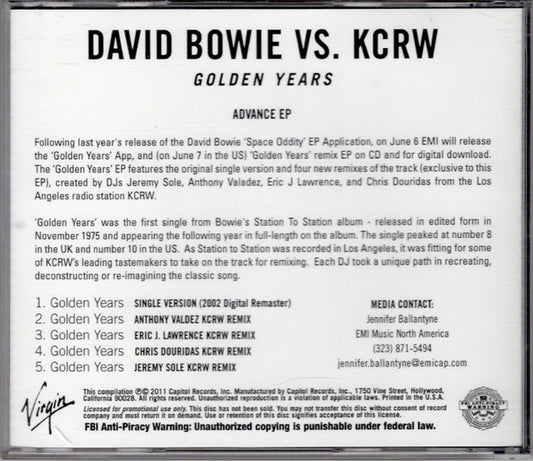 DAVID BOWIE VS. KCRW
GOLDEN YEARS
ADVANCE EP
Following last year's release of the David Bowie 'Space Oddity' EP Application, on June 6 EMI will release
the 'Golden Years' App, and (on June 7 in the US) 'Golden Years' remix EP on CD and for digital download.
The 'Golden Years' EP features the original single version and four new remixes of the track (exclusive to this
EP), created by DJs Jeremy Sole, Anthony Valadez, Eric J Lawrence, and Chris Douridas from the Los
Angeles radio station KCRW.
'Golden Years' was the first single from Bowie's Station To Station album - released in edited form in
November 1975 and appearing the following year in full-length on the album. The single peaked at number 8
in the UK and number 10 in the US. As Station to Station was recorded in Los Angeles, it was fitting for some
of KCRW's leading tastemakers to take on the track for remixing. Each DJ took a unique path in recreating,
deconstructing or re-imagining the classic song.
1. Golden Years SINGLE VERSION (2002 Digital Remaster)
2. Golden Years ANTHONY VALDEZ KCRW REMIX
3. Golden Years ERIC J. LAWRENCE KCRW REMIX
4. Golden Years CHRIS DOURIDAS KCRW REMIX
5. Golden Years JEREMY SOLE KCRW REMIX
MEDIA CONTACT:
Jennifer Ballantyne
EMI Music North America
(323) 871-5494
jennifer.ballantyne@emicap.com
Virgin
This compilation ℗© 2011 Capitol Records, Inc. Manufactured by Capitol Records, Inc., 1750 Vine Street, Hollywood,
California 90028. All rights reserved. Unauthorized reproduction is a violation of applicable laws. Printed in the U.S.A.
Licensed for promotional use only. This disc has not been sold. You may not transfer this disc without consent of record
company and must return it on demand. Use or retention of this disc signifies acceptance of this license.
FBI Anti-Piracy Warning: Unauthorized copying is punishable under federal law.
FBI ANTI-PIRACY
WARNING